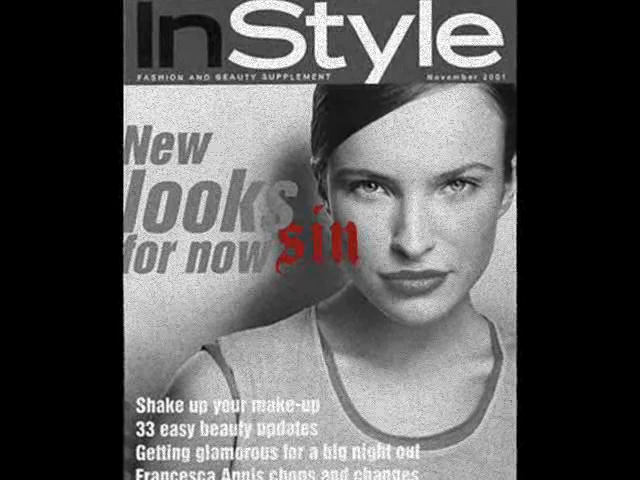 InStyle
FASHION AND BEAUTY SUPPLEMENT
November 2001
New
looks
for now
sin
Shake up your make-up
33 easy beauty updates
Getting glamorous for a big night out
Francesca Annis chops and changes